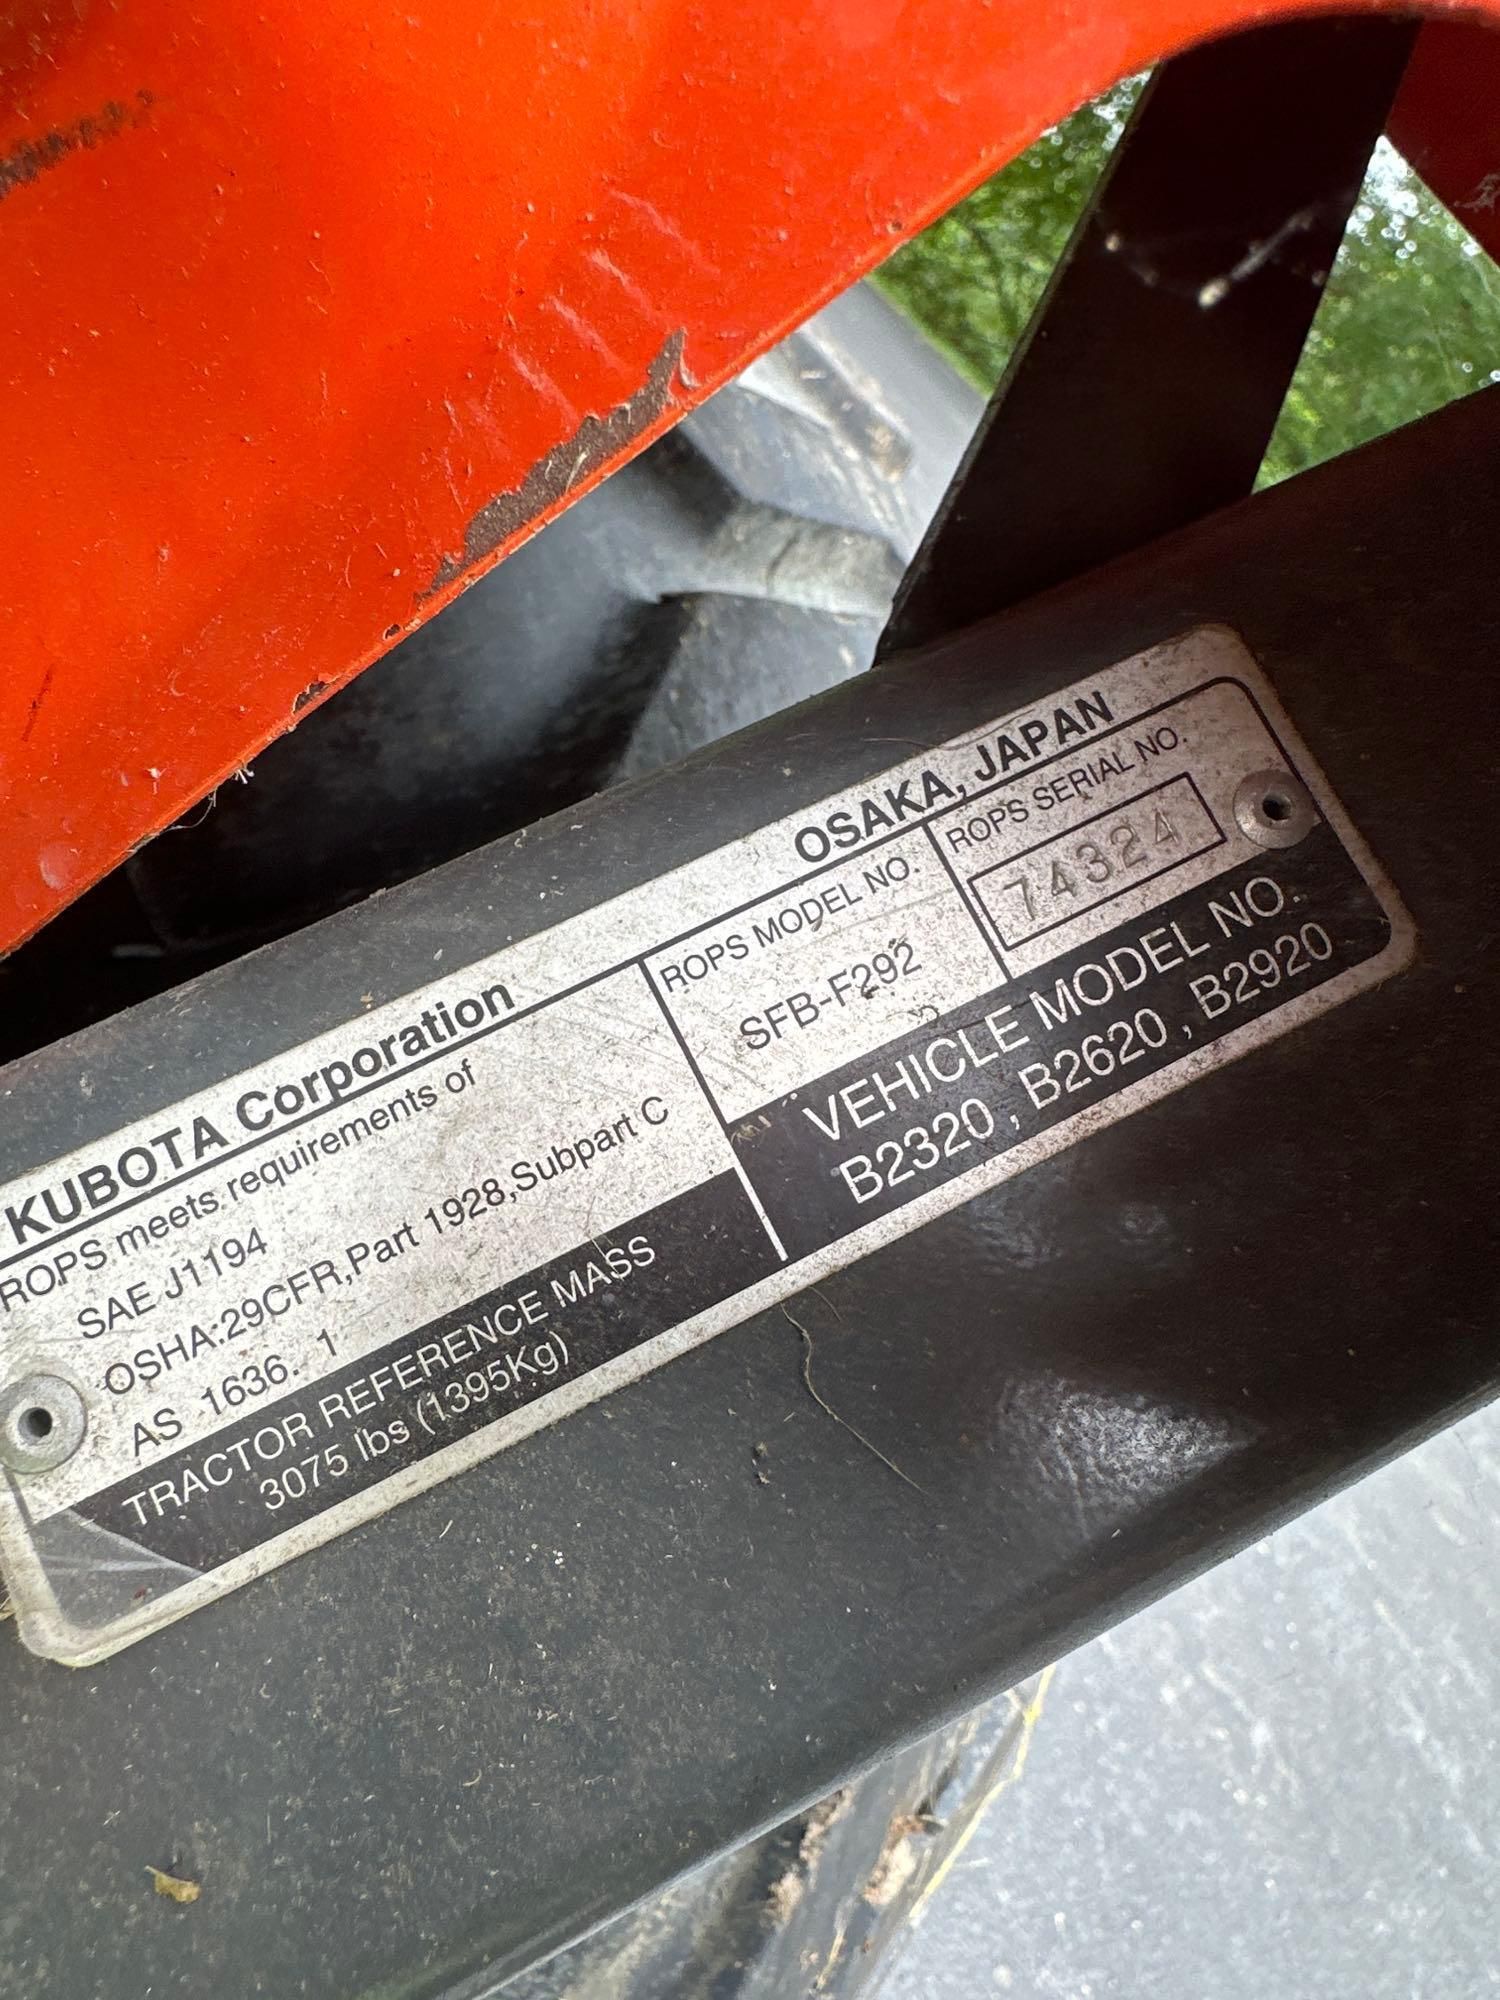 KUBOTA Corporation OSAKA, JAPAN
ROPS meets requirements of
SAE J1194
OSHA:29CFR,Part 1928,Subpart C
AS 1636. 1
TRACTOR REFERENCE MASS
3075 lbs (1395Kg)
ROPS MODEL NO.
SFB-F292
ROPS SERIAL NO.
74324
VEHICLE MODEL NO.
B2320 , B2620 , B2920